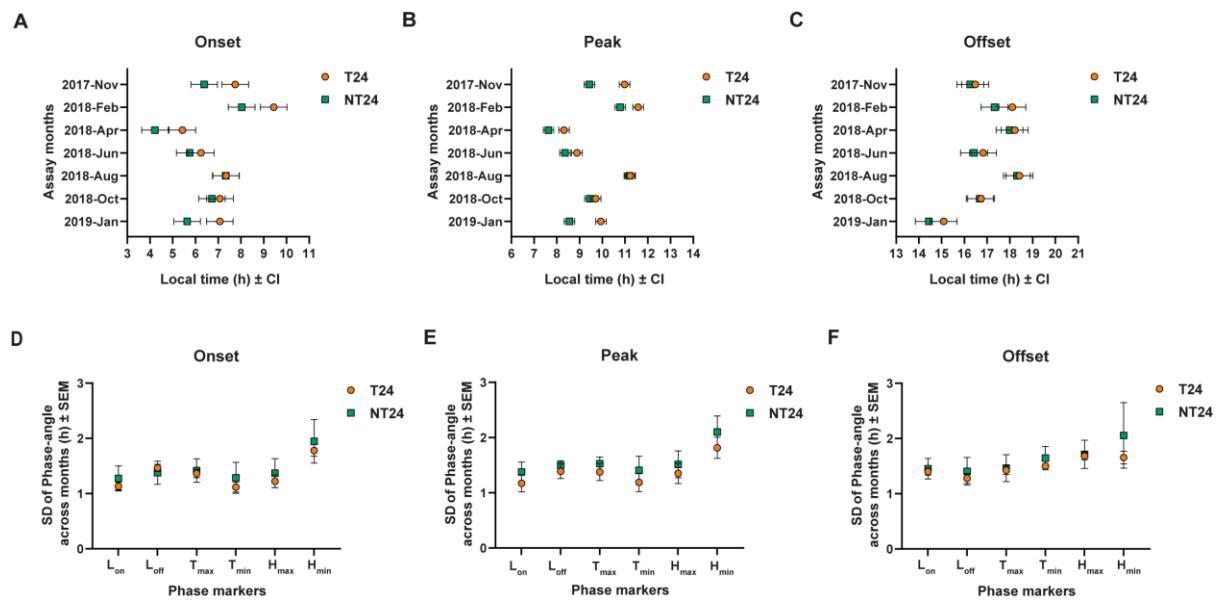 A
Onset
Assay months
2017-Nov
2018-Feb
2018-Apr
2018-Jun
2018-Aug
2018-Oct
2019-Jan
3 4 5 6 7 8 9 10 11
Local time (h) ± CI
T24
NT24
B
Peak
Assay months
2017-Nov
2018-Feb
2018-Apr
2018-Jun
2018-Aug
2018-Oct
2019-Jan
6 7 8 9 10 11 12 13 14
Local time (h) ± CI
T24
NT24
C
Offset
Assay months
2017-Nov
2018-Feb
2018-Apr
2018-Jun
2018-Aug
2018-Oct
2019-Jan
13 14 15 16 17 18 19 20 21
Local time (h) ± CI
T24
NT24
D
Onset
SD of Phase-angle
across months (h) ± SEM
3
2
1
0
Lon Loff Tmax Tmin Hmax Hmin
Phase markers
T24
NT24
E
Peak
SD of Phase-angle
across months (h) ± SEM
3
2
1
0
Lon Loff Tmax Tmin Hmax Hmin
Phase markers
T24
NT24
F
Offset
SD of Phase-angle
across months (h) ± SEM
3
2
1
0
Lon Loff Tmax Tmin Hmax Hmin
Phase markers
T24
NT24